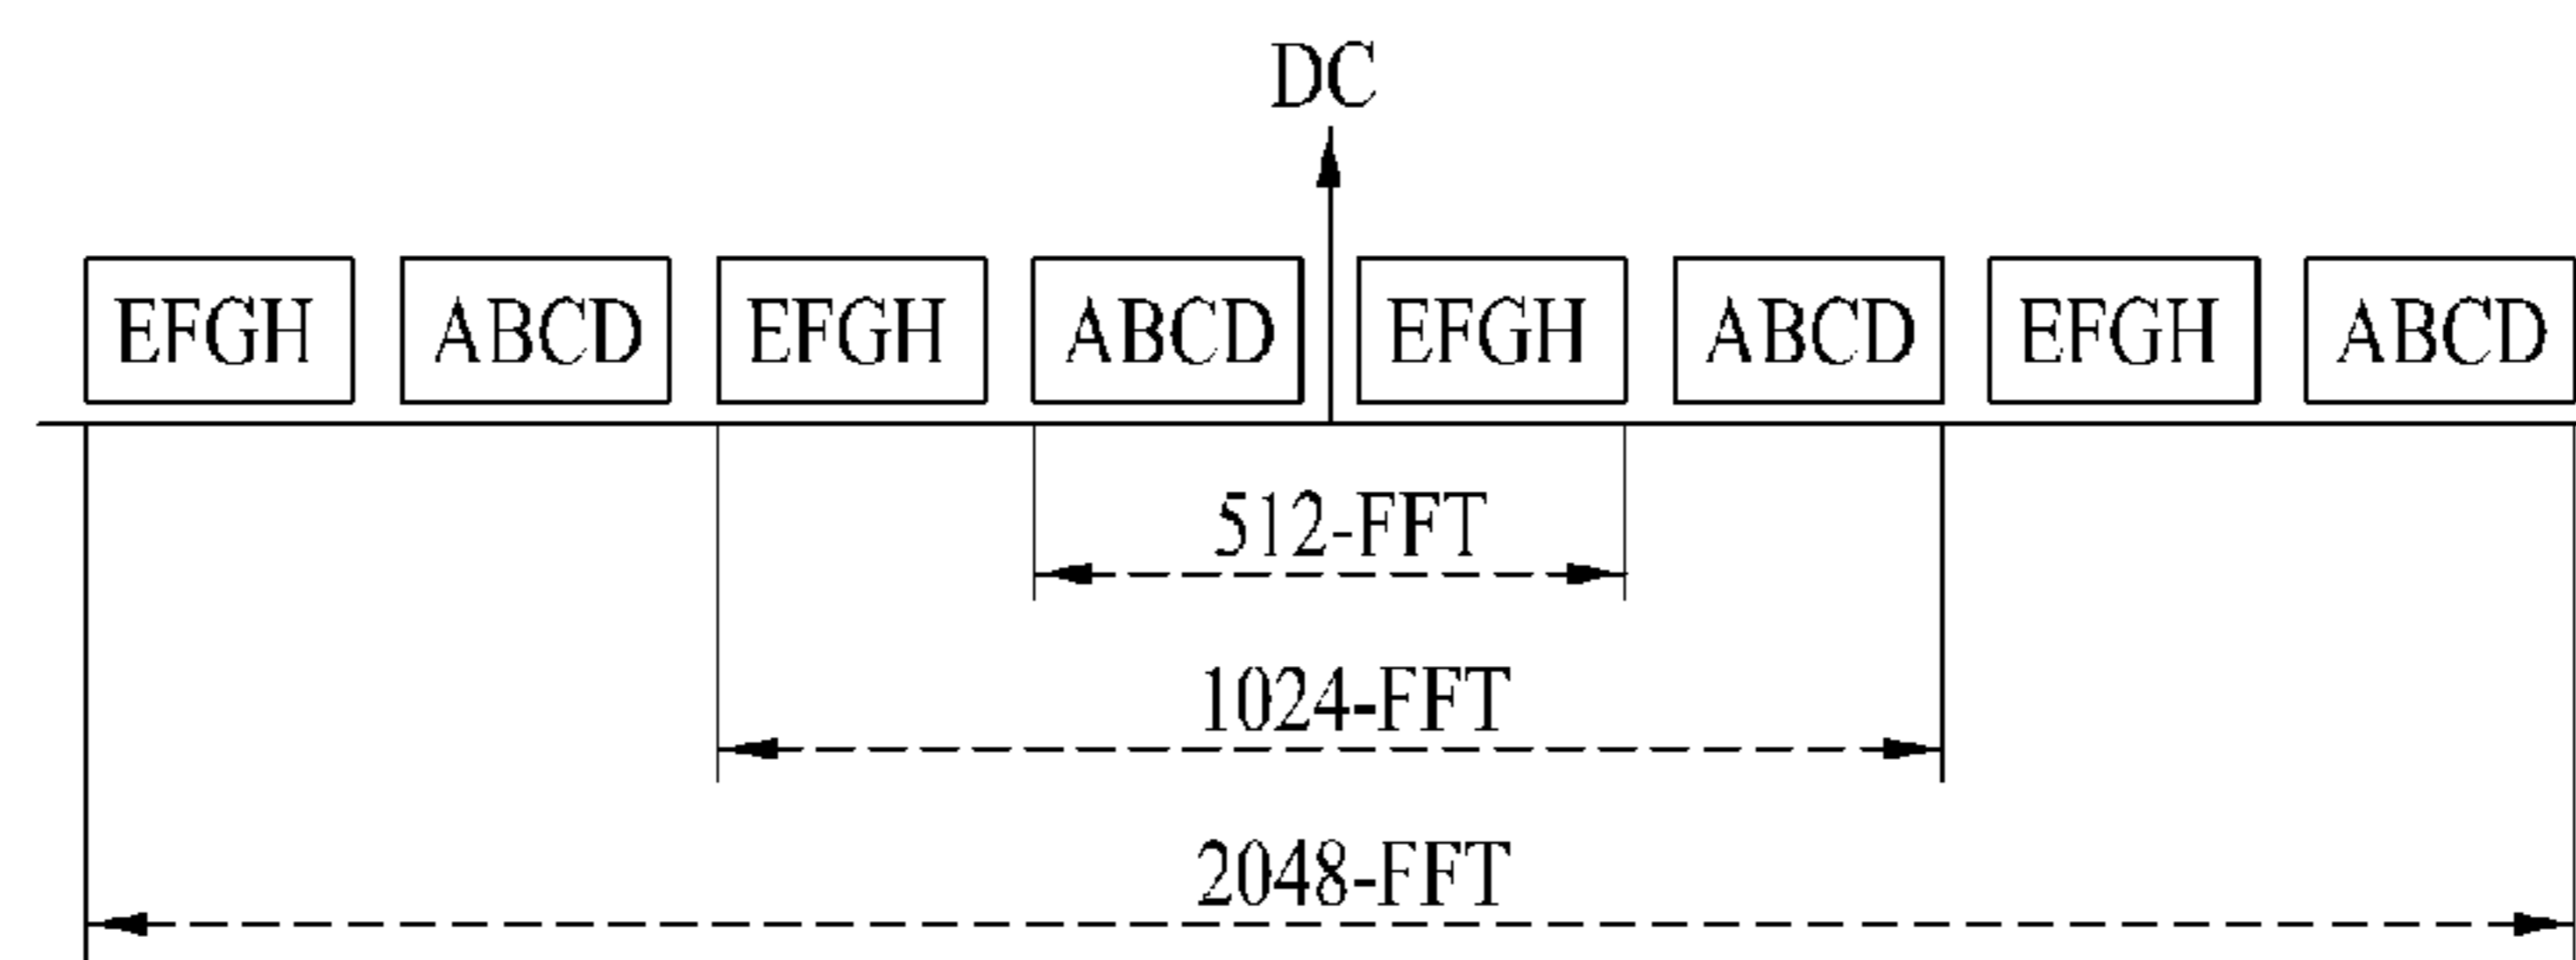 DC
EFGH ABCD EFGH ABCD EFGH ABCD EFGH ABCD
512-FFT
1024-FFT
2048-FFT